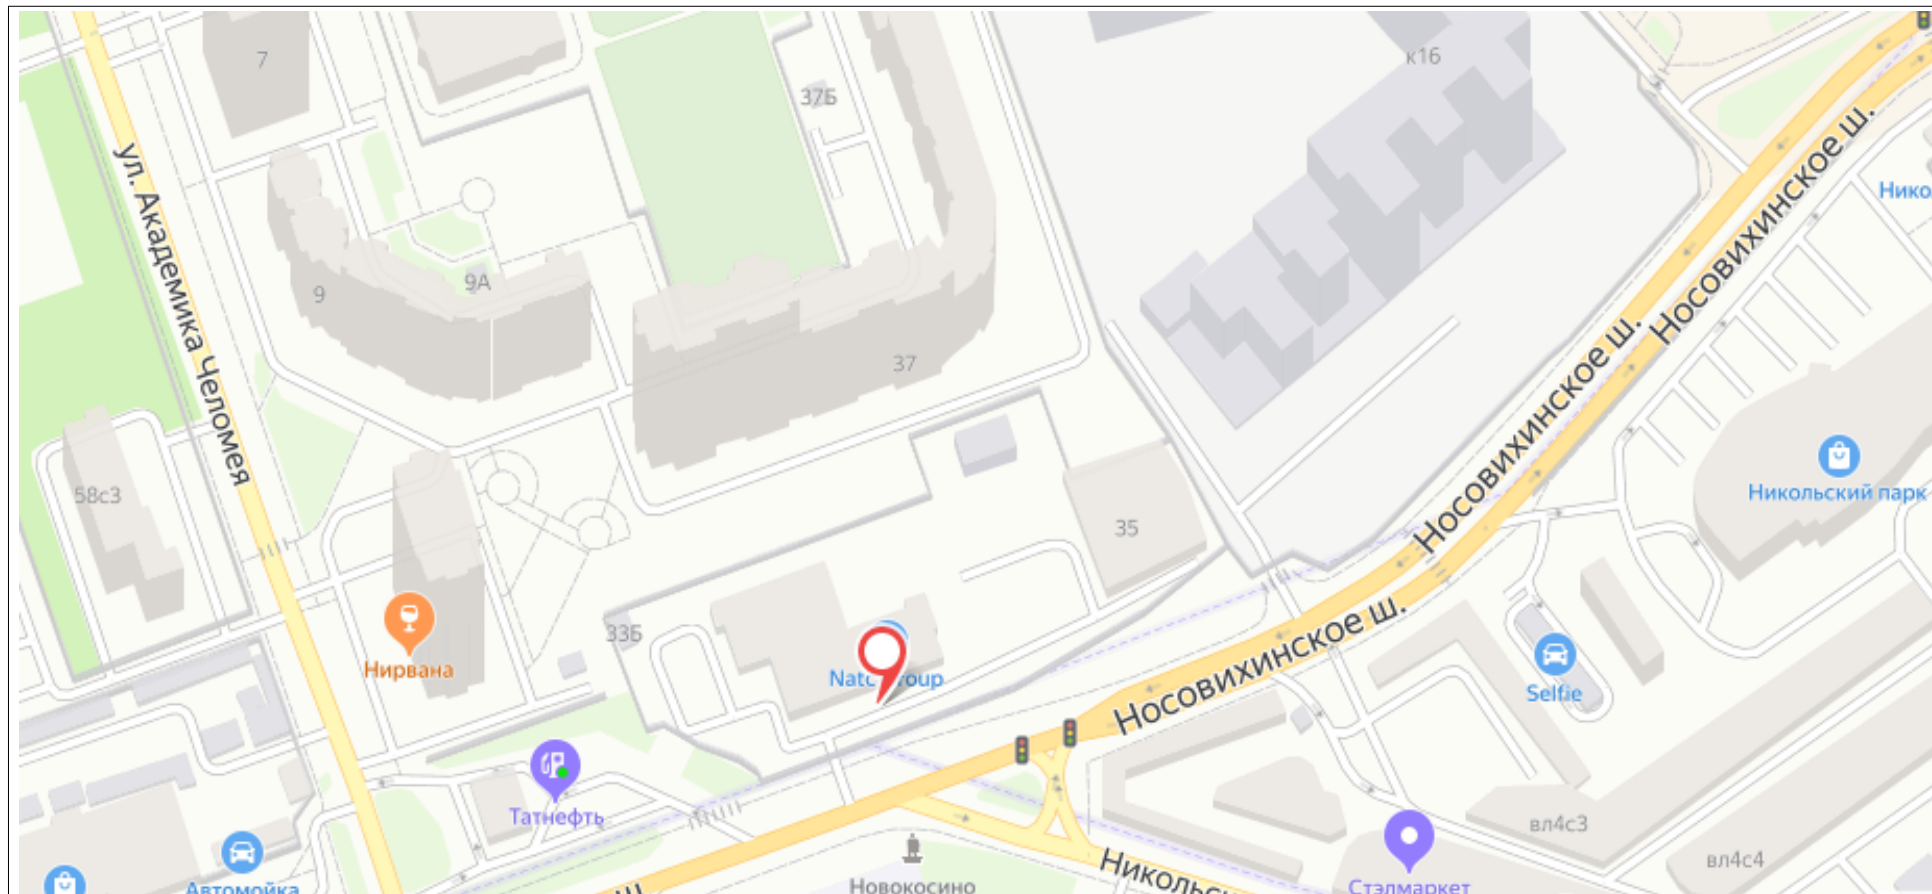 7
к16
37Б
ул. Академика Челомея
Носовихинское ш.
9
9А
37
Носовихинское ш.
58с3
Никольский парк
35
33Б
Нирвана
Носовихинское ш.
Selfie
Татнефть
вл4с3
вл4с4
Автомойка
Новокосино
Стэлмаркет